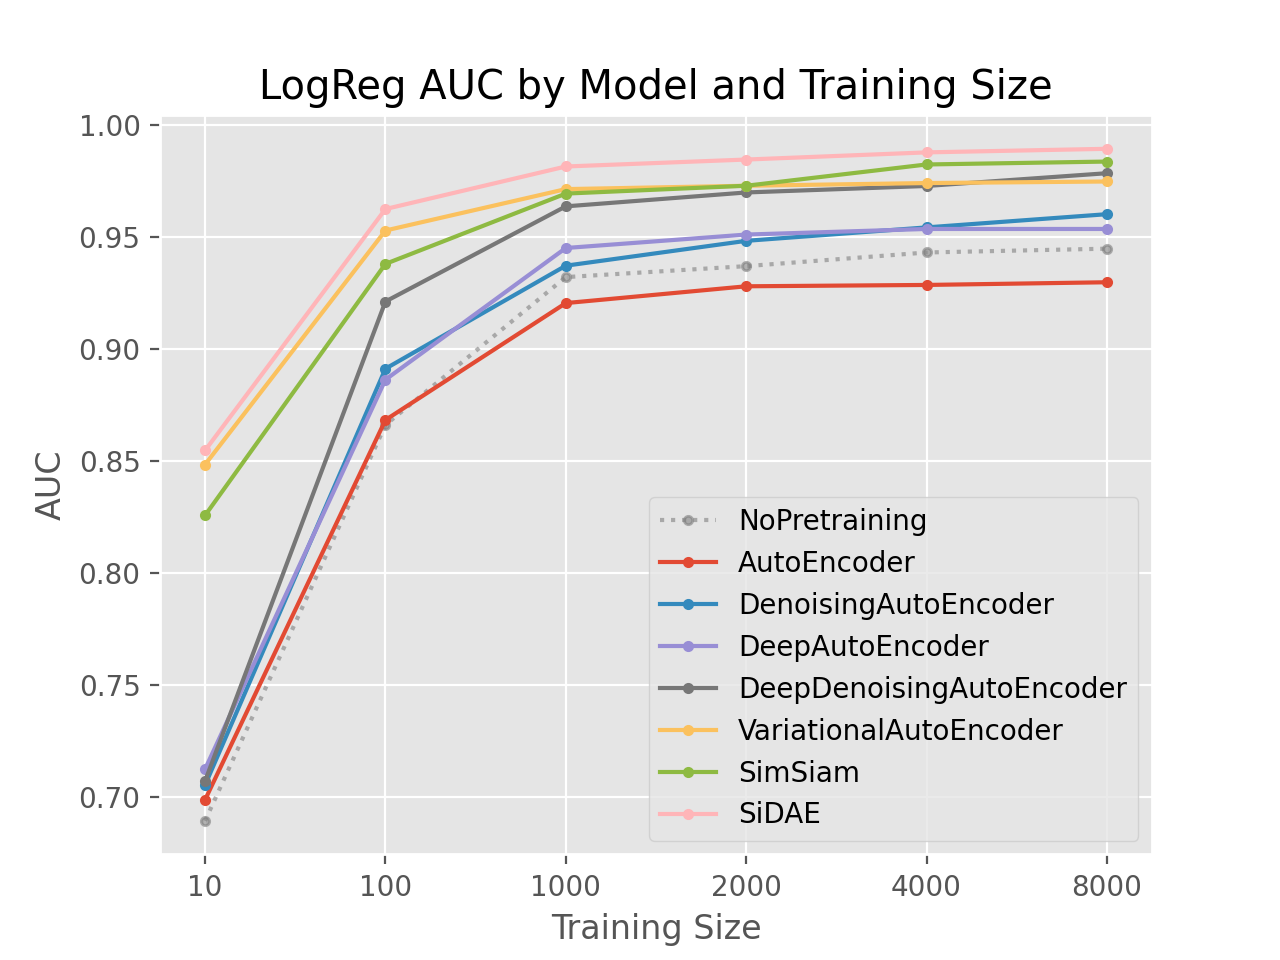 LogReg AUC by Model and Training Size
1.00
0.95
0.90
0.85
0.80
0.75
0.70
AUC
NoPretraining
AutoEncoder
DenoisingAutoEncoder
DeepAutoEncoder
DeepDenoisingAutoEncoder
VariationalAutoEncoder
SimSiam
SiDAE
10 100 1000 2000 4000 8000
Training Size